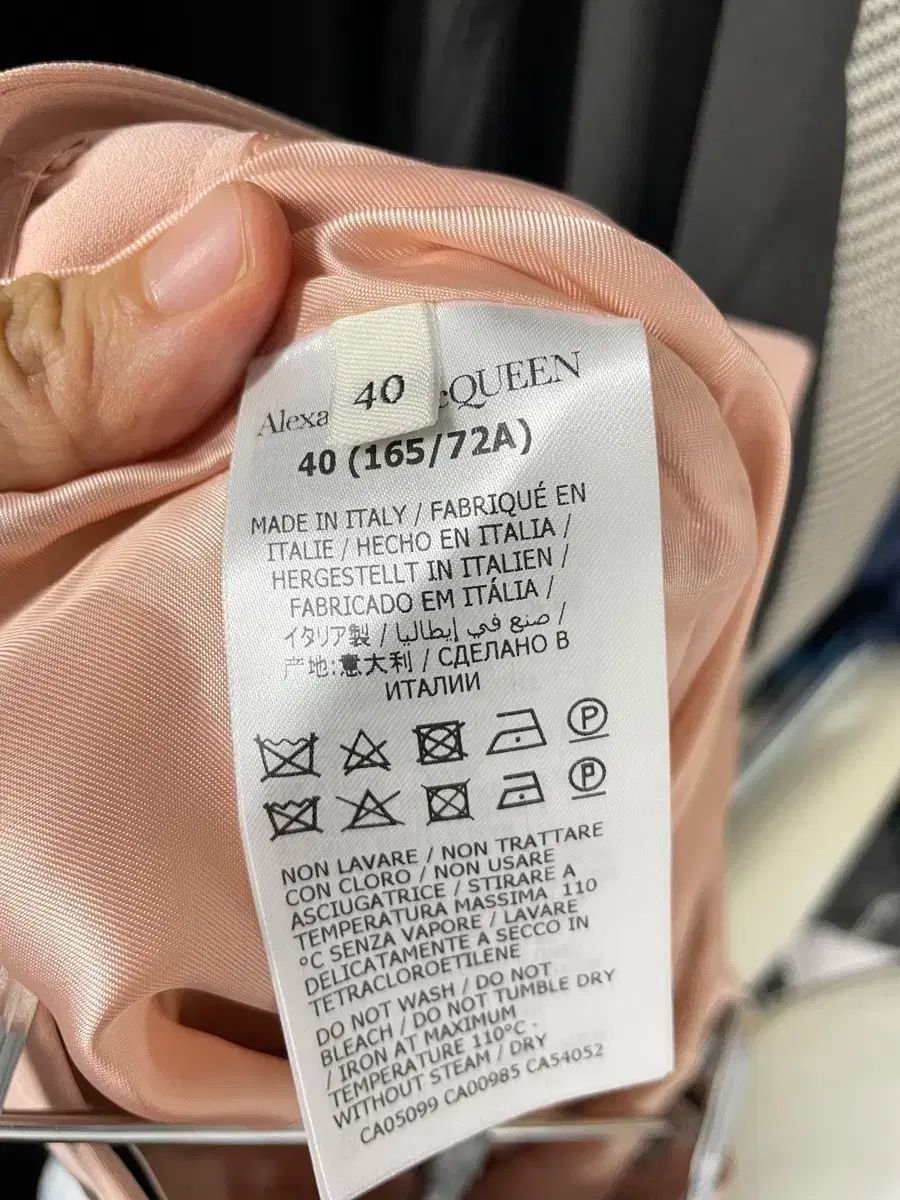 40
Alexa cQUEEN
40 (165/72A)
MADE IN ITALY / FABRIQUÉ EN
ITALIE / HECHO EN ITALIA /
HERGESTELLT IN ITALIEN /
FABRICADO EM ITÁLIA /
イタリア製 / صنع في إيطاليا /
产地:意大利 / СДЕЛАНО В
ИТАЛИИ
P
P
NON LAVARE / NON TRATTARE
CON CLORO / NON USARE
ASCIUGATRICE / STIRARE A
TEMPERATURA MASSIMA 110
°C SENZA VAPORE / LAVARE
DELICATAMENTE A SECCO IN
TETRACLOROETILENE
DO NOT WASH / DO NOT
BLEACH / DO NOT TUMBLE DRY
/ IRON AT MAXIMUM
TEMPERATURE 110°C .
WITHOUT STEAM / DRY
CA05099 CA00985 CA54052